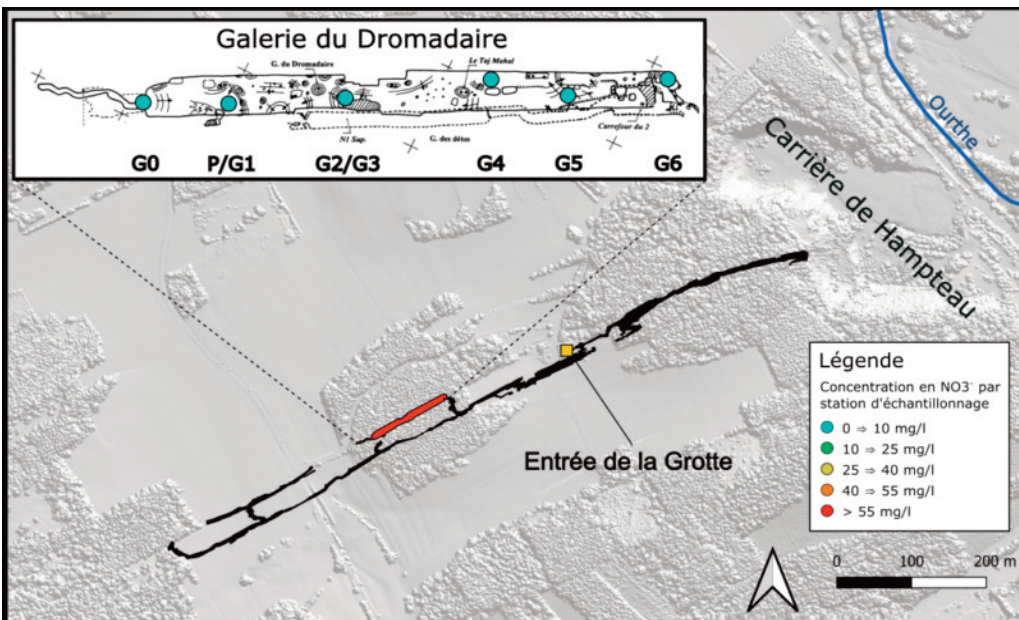 Galerie du Dromadaire
G. du Dromadaire
Le Taj Mahal
N1 Sup.
G. des détos
Carrefour du 2
G0 P/G1 G2/G3 G4 G5 G6
Ourthe
Carrière de Hampteau
Entrée de la Grotte
Légende
Concentration en NO3- par
station d'échantillonnage
0 ⇒ 10 mg/l
10 ⇒ 25 mg/l
25 ⇒ 40 mg/l
40 ⇒ 55 mg/l
> 55 mg/l
0 100 200 m